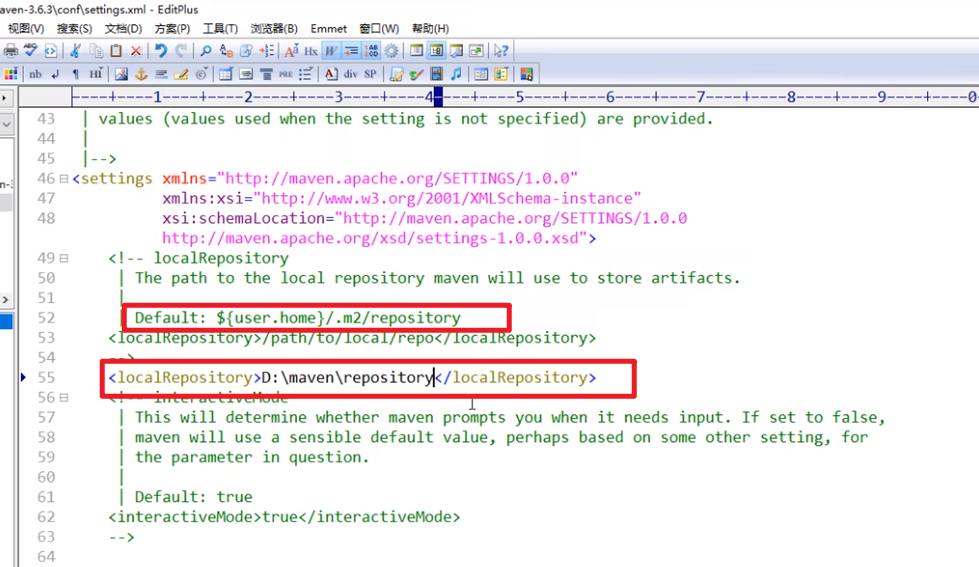 aven-3.6.3\conf\settings.xml - EditPlus
视图(V) 搜索(S) 文档(D) 方案(P) 工具(T) 浏览器(B) Emmet 窗口(W) 帮助(H)
Hx W
nb ¶ HI PRE A div SP
----+----1----+----2----+----3----+----4----+----5----+----6----+----7----+----8----+----9----+----0
43 | values (values used when the setting is not specified) are provided.
44 |
45 |-->
46 <settings xmlns="http://maven.apache.org/SETTINGS/1.0.0"
47 xmlns:xsi="http://www.w3.org/2001/XMLSchema-instance"
48 xsi:schemaLocation="http://maven.apache.org/SETTINGS/1.0.0
http://maven.apache.org/xsd/settings-1.0.0.xsd">
49 <!-- localRepository
50 | The path to the local repository maven will use to store artifacts.
51 |
52 | Default: ${user.home}/.m2/repository
53 <localRepository>/path/to/local/repo</localRepository>
54 -->
55 <localRepository>D:\maven\repository</localRepository>
56 <!-- interactiveMode
57 | This will determine whether maven prompts you when it needs input. If set to false,
58 | maven will use a sensible default value, perhaps based on some other setting, for
59 | the parameter in question.
60 |
61 | Default: true
62 <interactiveMode>true</interactiveMode>
63 -->
64